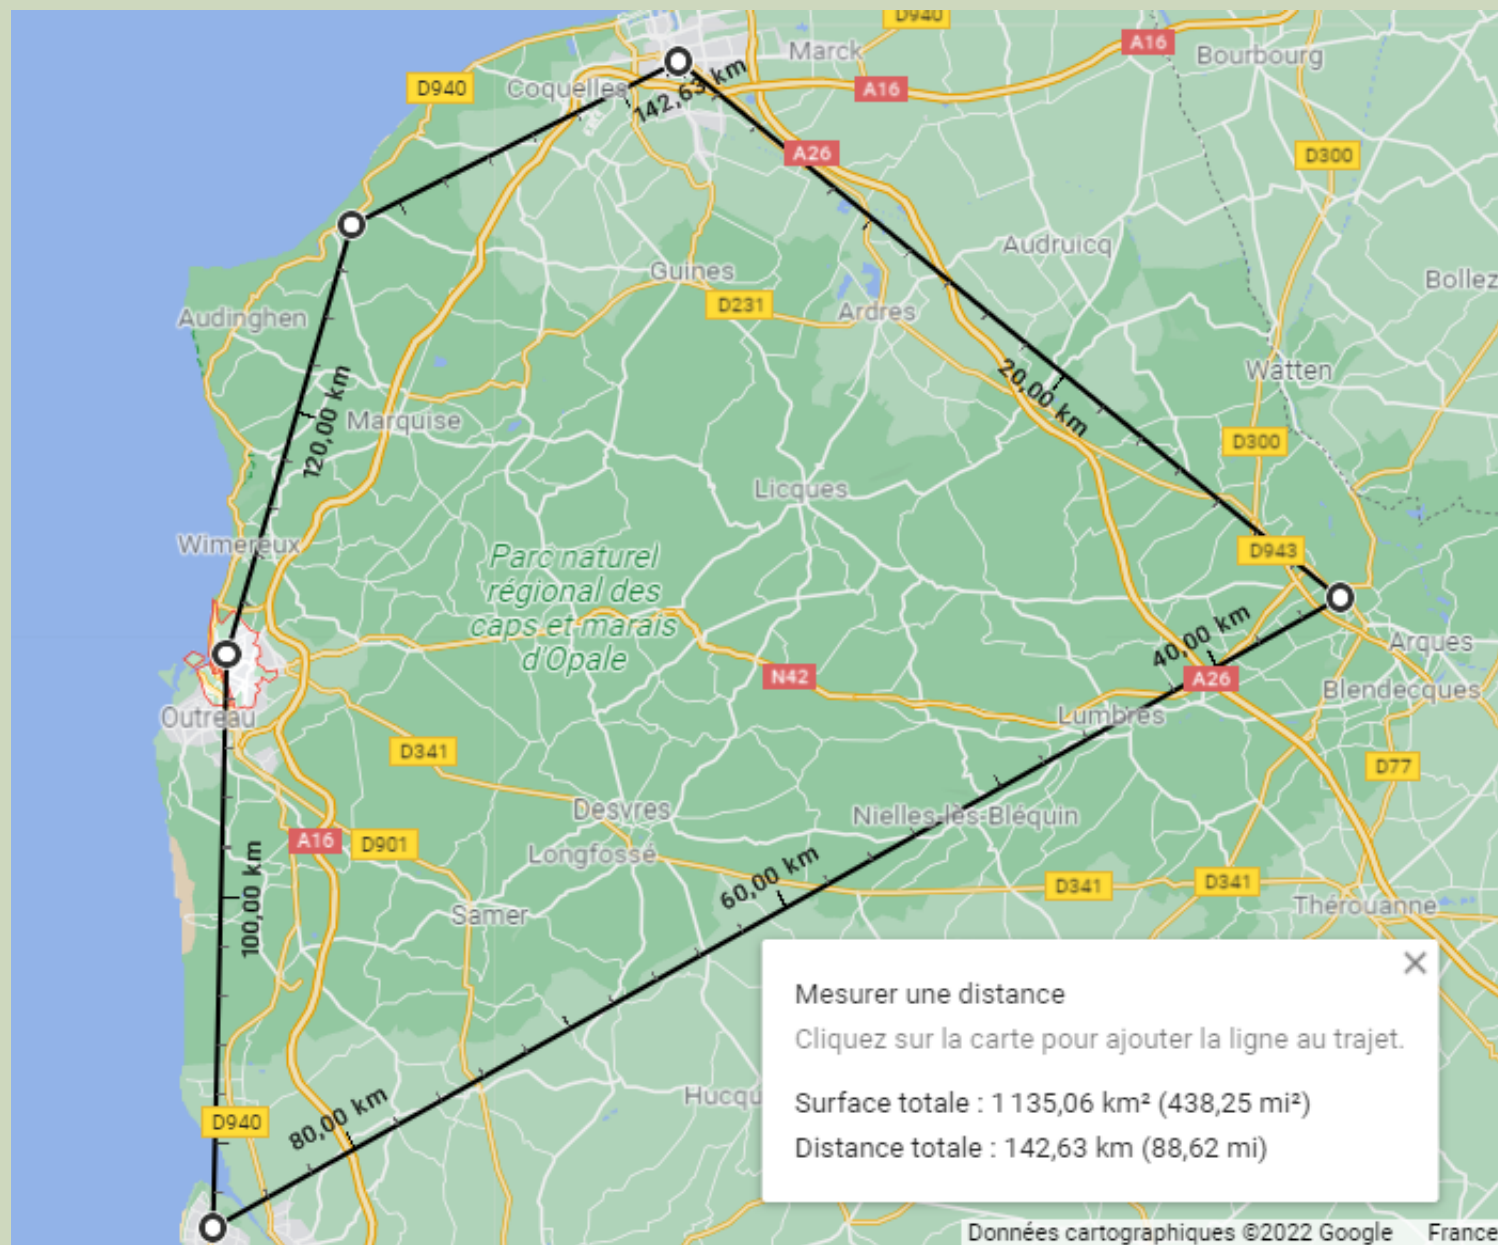 D940
Marck
A16
Bourbourg
D940
Coquelles
142,63 km
A16
A26
D300
Audruicq
Guines
Bollez
Audinghen
D231
Ardres
20,00 km
Watten
120,00 km
Marquise
D300
Licques
Wimereux
Parc naturel
régional des
caps et marais
d'Opale
D943
40,00 km
Arques
N42
A26
Blendecques
Outreau
Lumbres
D341
D77
Desvres
Nielles-lès-Bléquin
A16
D901
Longfossé
60,00 km
D341
D341
100,00 km
Samer
Thérouanne
Mesurer une distance
Cliquez sur la carte pour ajouter la ligne au trajet.
Hucqu
Surface totale : 1 135,06 km² (438,25 mi²)
80,00 km
D940
Distance totale : 142,63 km (88,62 mi)
Données cartographiques ©2022 Google
France